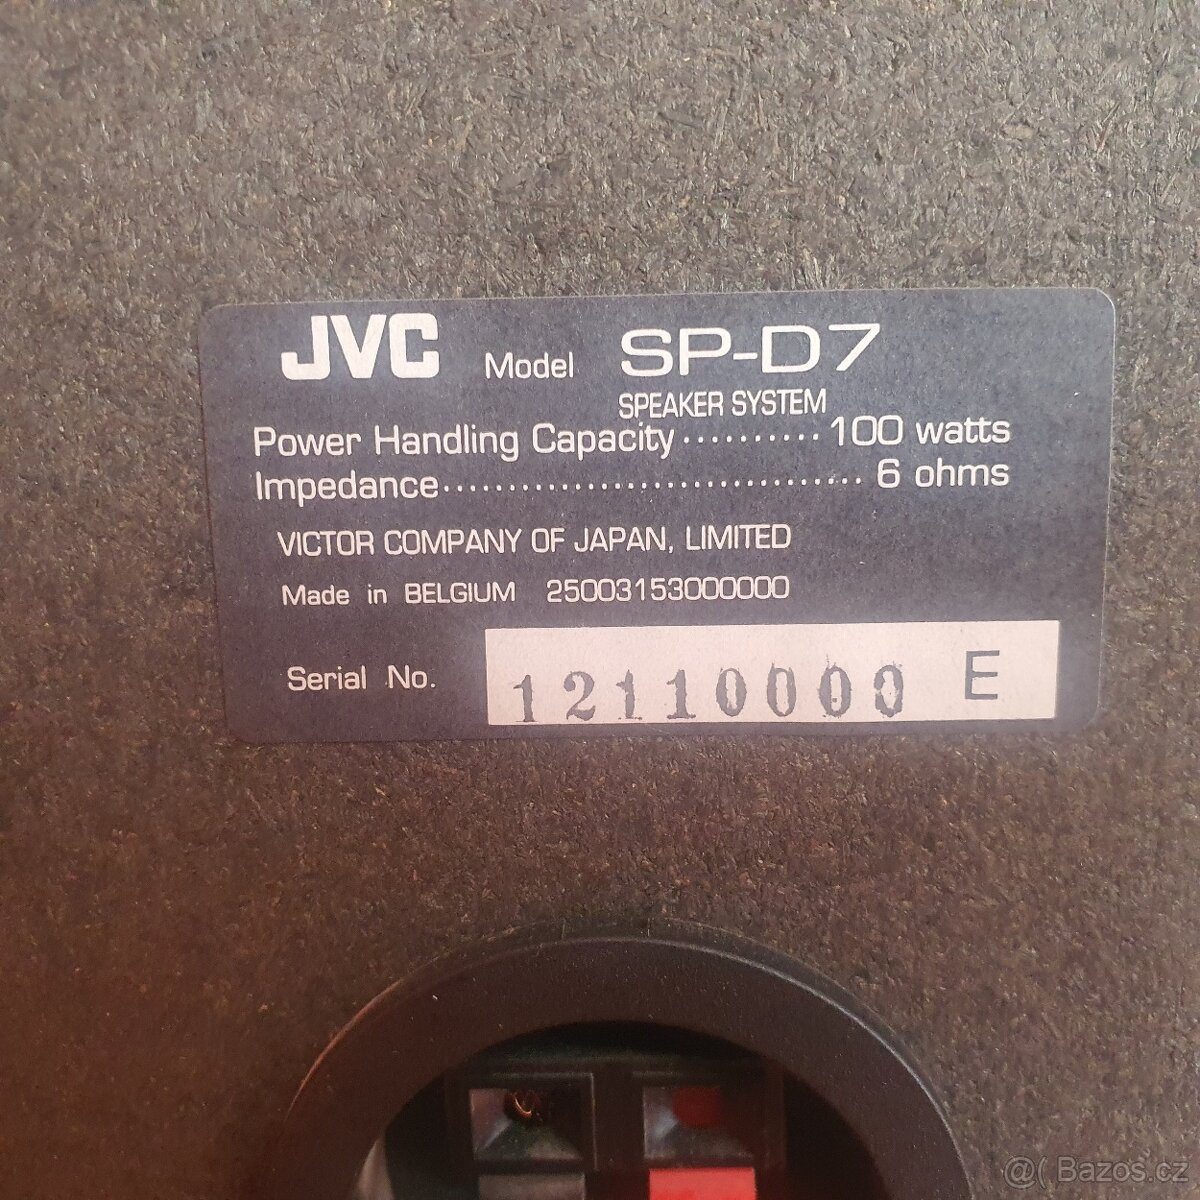 JVC Model SP-D7
SPEAKER SYSTEM
Power Handling Capacity .......... 100 watts
Impedance................................ 6 ohms
VICTOR COMPANY OF JAPAN, LIMITED
Made in BELGIUM 25003153000000
Serial No. 12110000 E
@( Bazos.cz